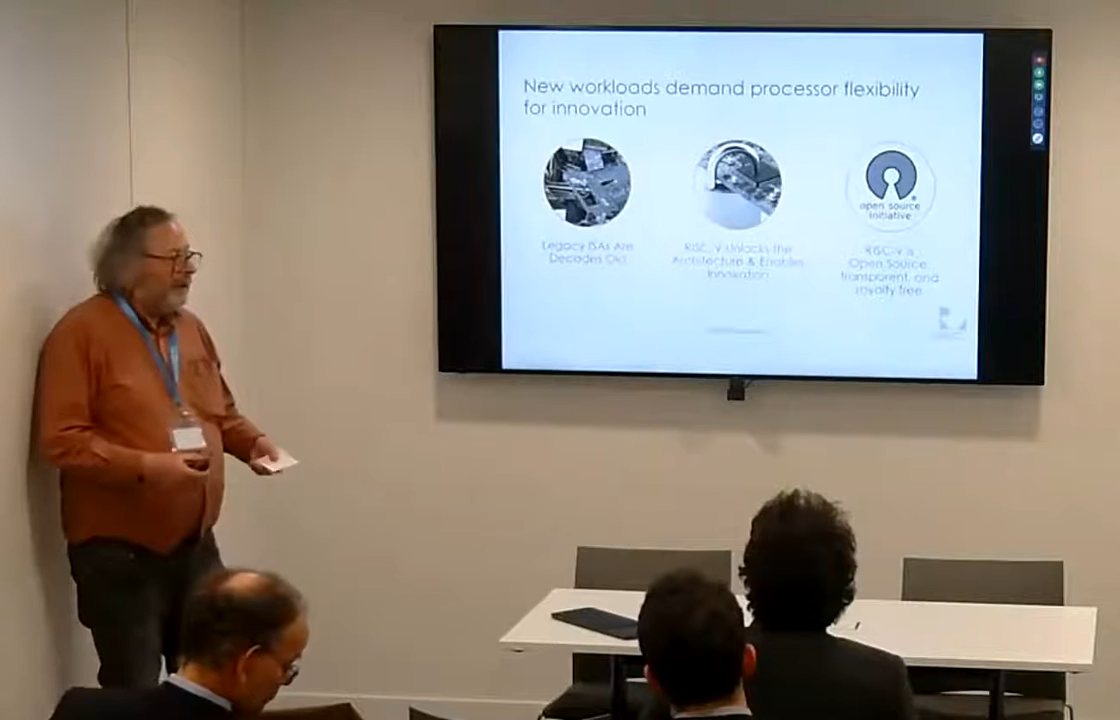 New workloads demand processor flexibility
for innovation
Legacy ISAs Are
Decades Old
RISC-V Unlocks the
Architecture & Enables
Innovation
open source
initiative
RISC-V is
Open Source,
transparent, and
royalty free